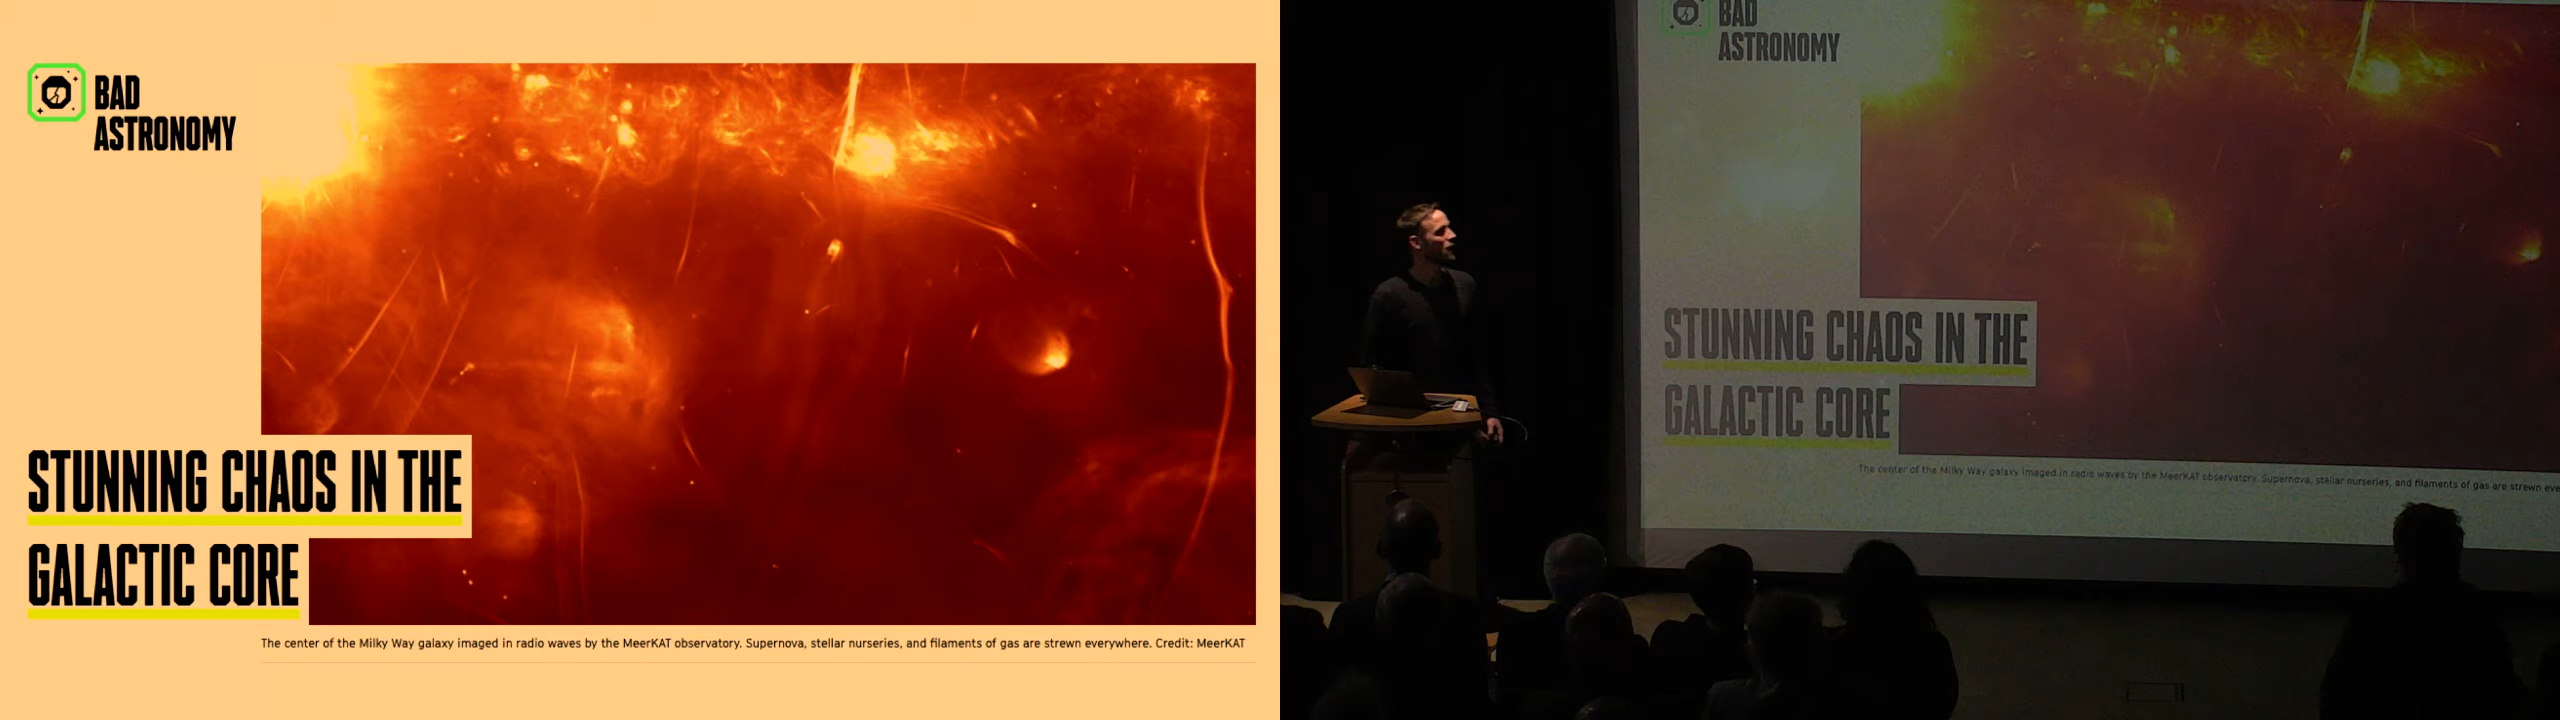 BAD
ASTRONOMY
STUNNING CHAOS IN THE
GALACTIC CORE
The center of the Milky Way galaxy imaged in radio waves by the MeerKAT observatory. Supernova, stellar nurseries, and filaments of gas are strewn everywhere. Credit: MeerKAT
BAD
ASTRONOMY
STUNNING CHAOS IN THE
GALACTIC CORE
The center of the Milky Way galaxy imaged in radio waves by the MeerKAT observatory. Supernova, stellar nurseries, and filaments of gas are strewn eve